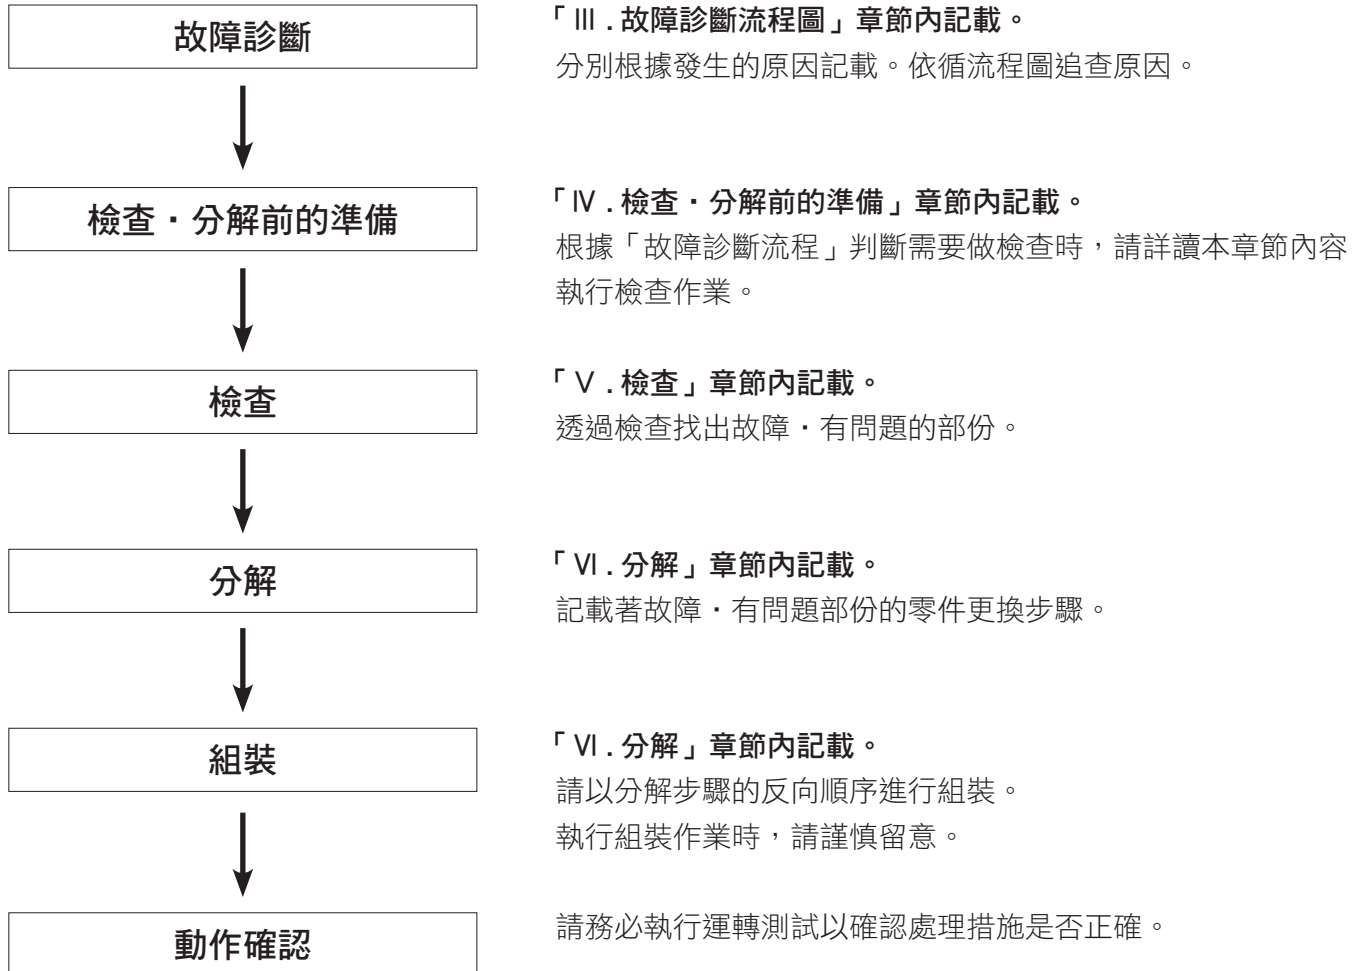 故障診斷
「Ⅲ.故障診斷流程圖」章節內記載。
分別根據發生的原因記載。依循流程圖追查原因。
檢查・分解前的準備
「Ⅳ.檢查・分解前的準備」章節內記載。
根據「故障診斷流程」判斷需要做檢查時，請詳讀本章節內容
執行檢查作業。
檢查
「Ⅴ.檢查」章節內記載。
透過檢查找出故障・有問題的部份。
分解
「Ⅵ.分解」章節內記載。
記載著故障・有問題部份的零件更換步驟。
組裝
「Ⅵ.分解」章節內記載。
請以分解步驟的反向順序進行組裝。
執行組裝作業時，請謹慎留意。
動作確認
請務必執行運轉測試以確認處理措施是否正確。